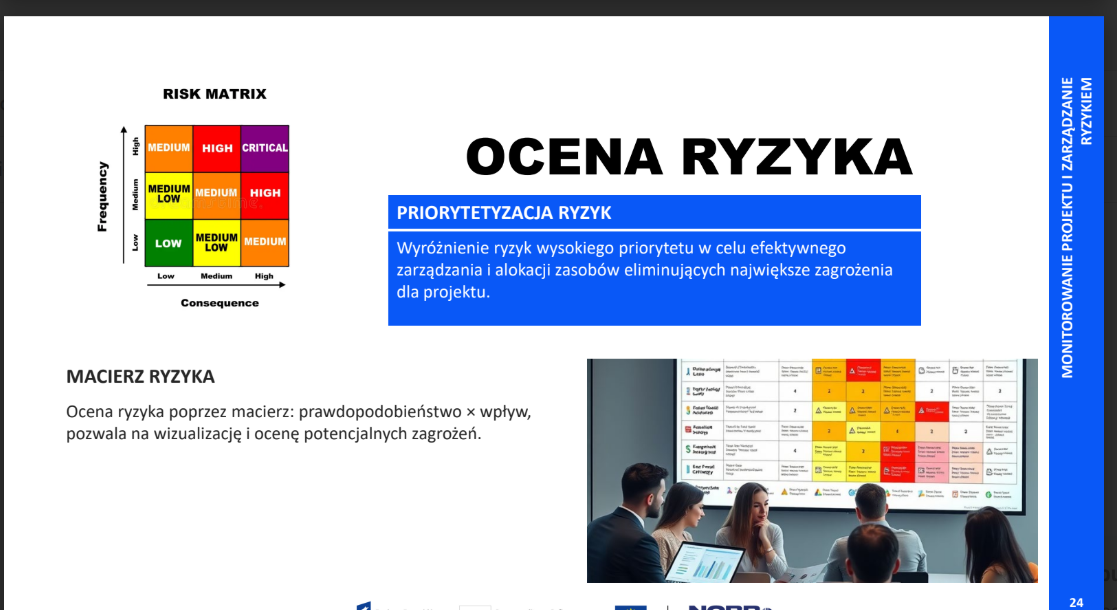 RISK MATRIX
Frequency
High
Medium
Low
MEDIUM
HIGH
CRITICAL
MEDIUM
LOW
MEDIUM
HIGH
LOW
MEDIUM
LOW
MEDIUM
Low
Medium
High
Consequence
OCENA RYZYKA
PRIORYTETYZACJA RYZYK
Wyróżnienie ryzyk wysokiego priorytetu w celu efektywnego
zarządzania i alokacji zasobów eliminujących największe zagrożenia
dla projektu.
MACIERZ RYZYKA
Ocena ryzyka poprzez macierz: prawdopodobieństwo × wpływ,
pozwala na wizualizację i ocenę potencjalnych zagrożeń.
MONITOROWANIE PROJEKTU I ZARZĄDZANIE
RYZYKIEM
24